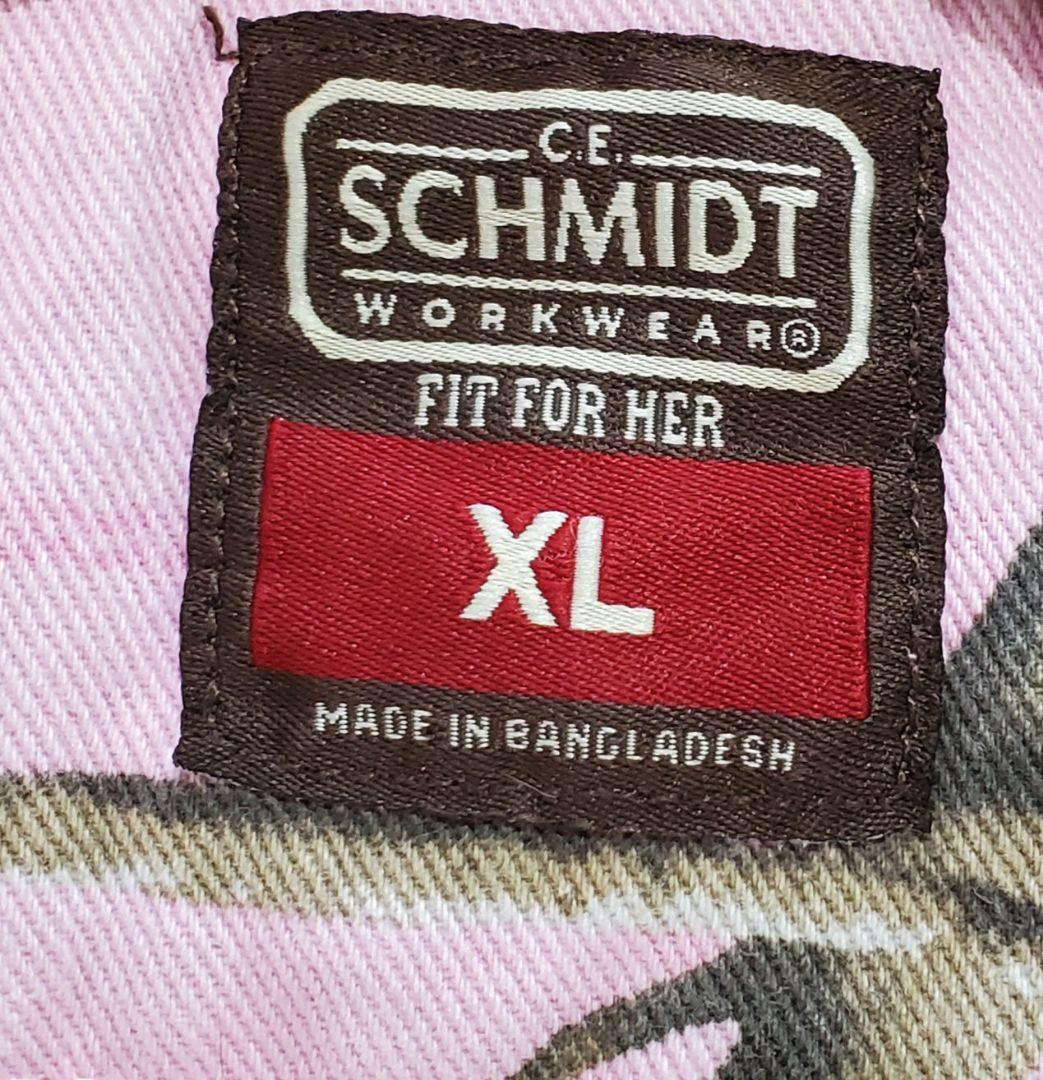 C.E.
SCHMIDT
WORKWEAR®
FIT FOR HER
XL
MADE IN BANGLADESH